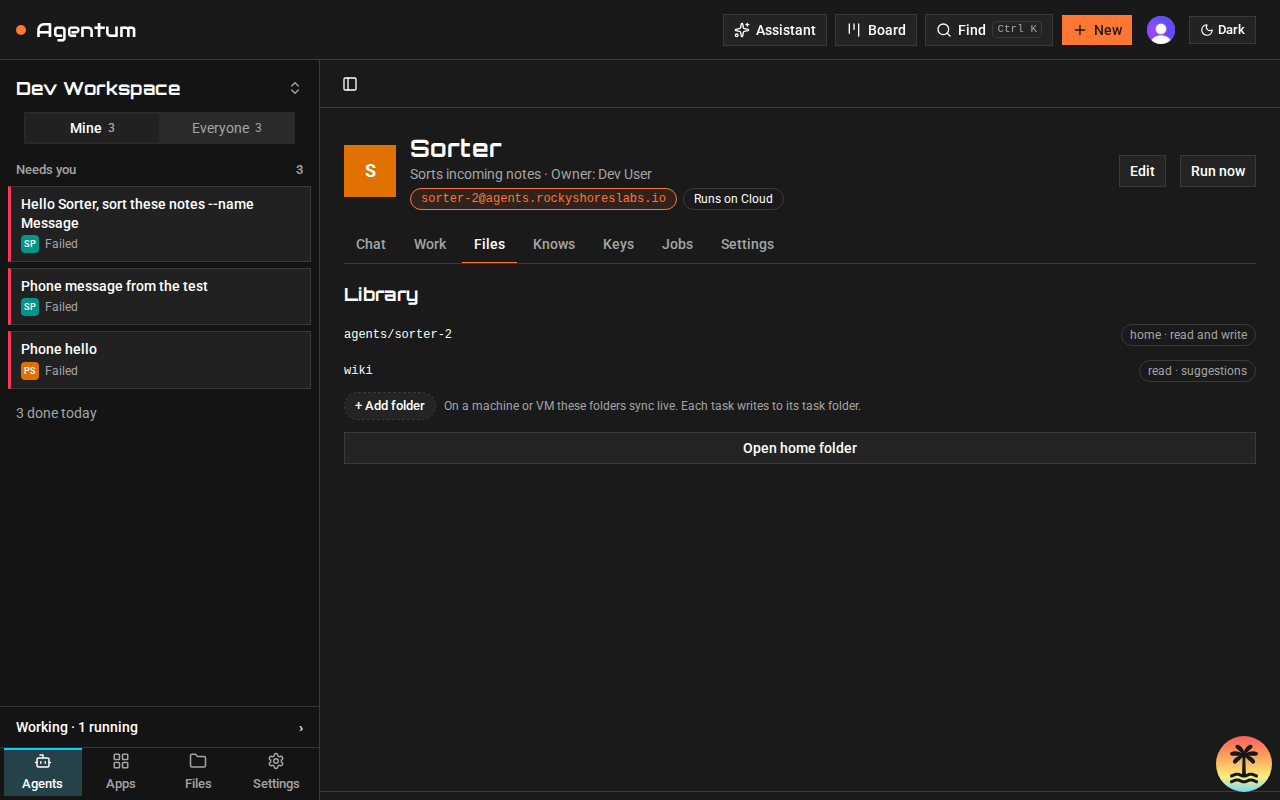 Agentum
Assistant
Board
Find Ctrl K
New
Dark
Dev Workspace
Mine 3
Everyone 3
Needs you 3
Hello Sorter, sort these notes --name Message
SP Failed
Phone message from the test
SP Failed
Phone hello
PS Failed
3 done today
Working · 1 running ›
Agents
Apps
Files
Settings
S
Sorter
Sorts incoming notes · Owner: Dev User
sorter-2@agents.rockyshoreslabs.io
Runs on Cloud
Edit
Run now
Chat
Work
Files
Knows
Keys
Jobs
Settings
Library
agents/sorter-2
home · read and write
wiki
read · suggestions
+ Add folder
On a machine or VM these folders sync live. Each task writes to its task folder.
Open home folder